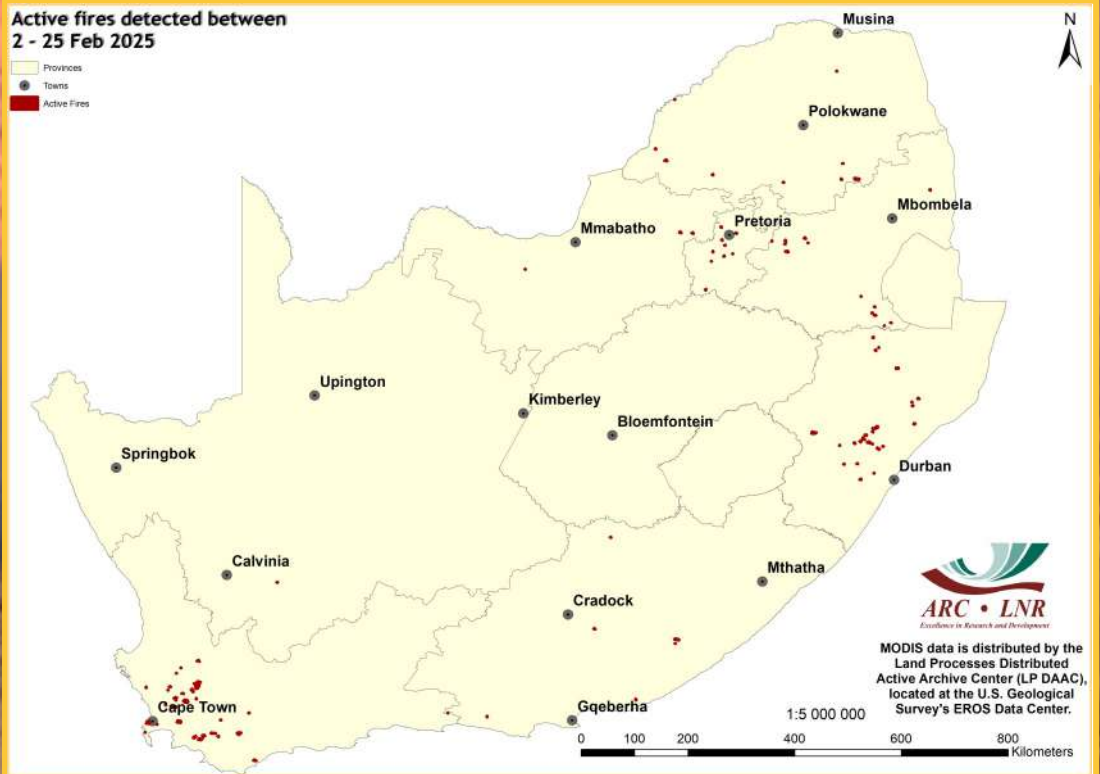 Active fires detected between
2 - 25 Feb 2025
Provinces
Towns
Active Fires
N
Musina
Polokwane
Mbombela
Pretoria
Mmabatho
Upington
Kimberley
Bloemfontein
Springbok
Durban
Calvinia
Mthatha
Cradock
Cape Town
Gqeberha
ARC • LNR
Excellence in Research and Development
MODIS data is distributed by the
Land Processes Distributed
Active Archive Center (LP DAAC),
located at the U.S. Geological
Survey's EROS Data Center.
1:5 000 000
0 100 200 400 600 800
Kilometers